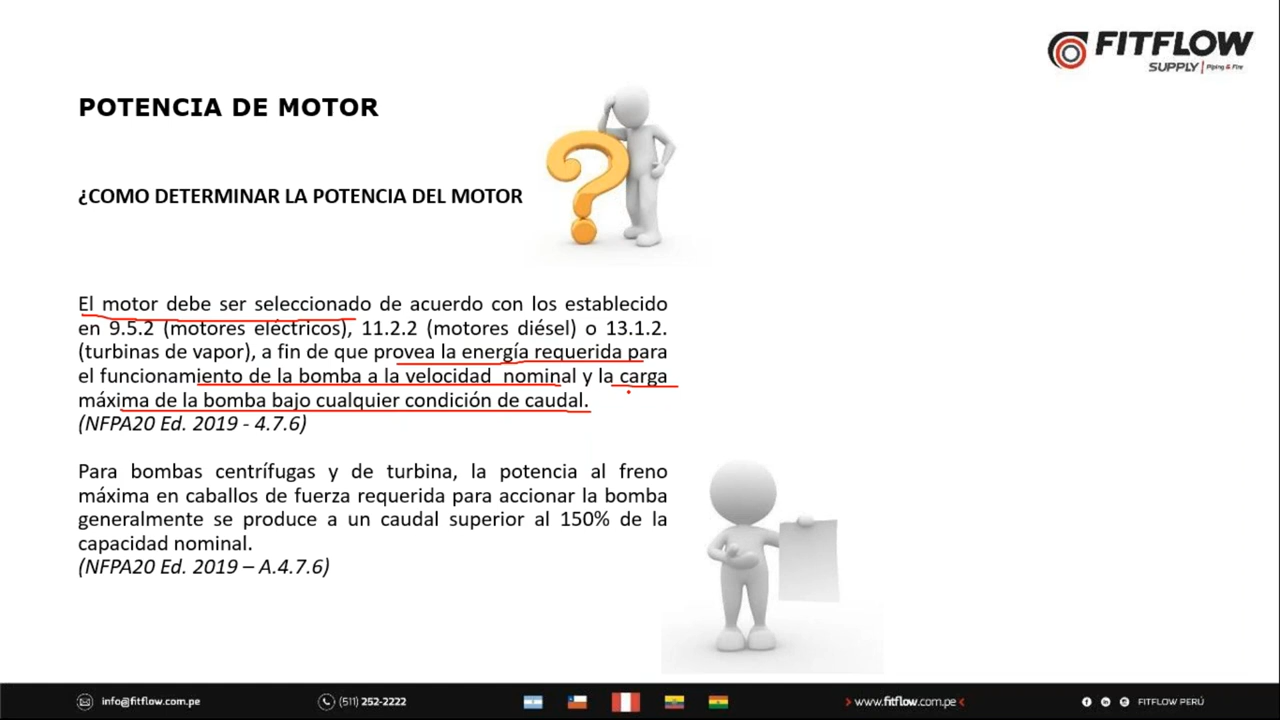 FITFLOW
SUPPLY | Piping & Fire
POTENCIA DE MOTOR
¿COMO DETERMINAR LA POTENCIA DEL MOTOR
El motor debe ser seleccionado de acuerdo con los establecido
en 9.5.2 (motores eléctricos), 11.2.2 (motores diésel) o 13.1.2.
(turbinas de vapor), a fin de que provea la energía requerida para
el funcionamiento de la bomba a la velocidad nominal y la carga
máxima de la bomba bajo cualquier condición de caudal.
(NFPA20 Ed. 2019 - 4.7.6)
Para bombas centrífugas y de turbina, la potencia al freno
máxima en caballos de fuerza requerida para accionar la bomba
generalmente se produce a un caudal superior al 150% de la
capacidad nominal.
(NFPA20 Ed. 2019 – A.4.7.6)
info@fitflow.com.pe
(511) 252-2222
www.fitflow.com.pe
FITFLOW PERÚ